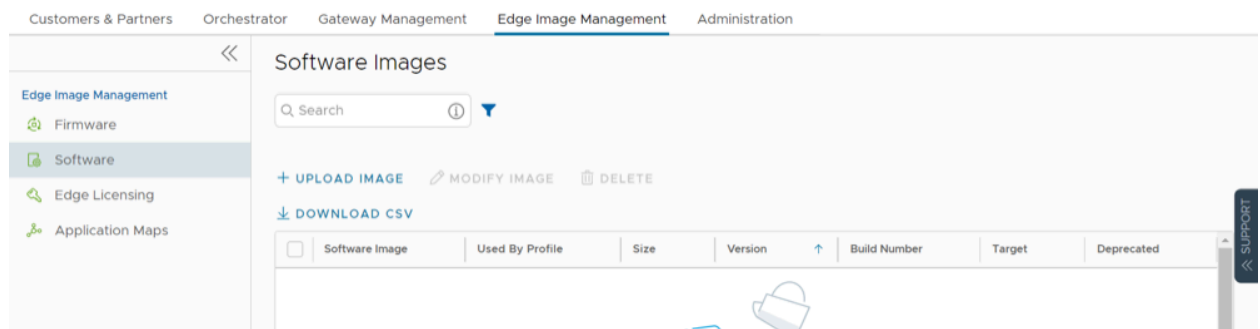 Customers & Partners Orchestrator Gateway Management Edge Image Management Administration
Software Images
Edge Image Management
Search
Firmware
Software
UPLOAD IMAGE MODIFY IMAGE DELETE
Edge Licensing
DOWNLOAD CSV
Application Maps
Software Image Used By Profile Size Version Build Number Target Deprecated
SUPPORT